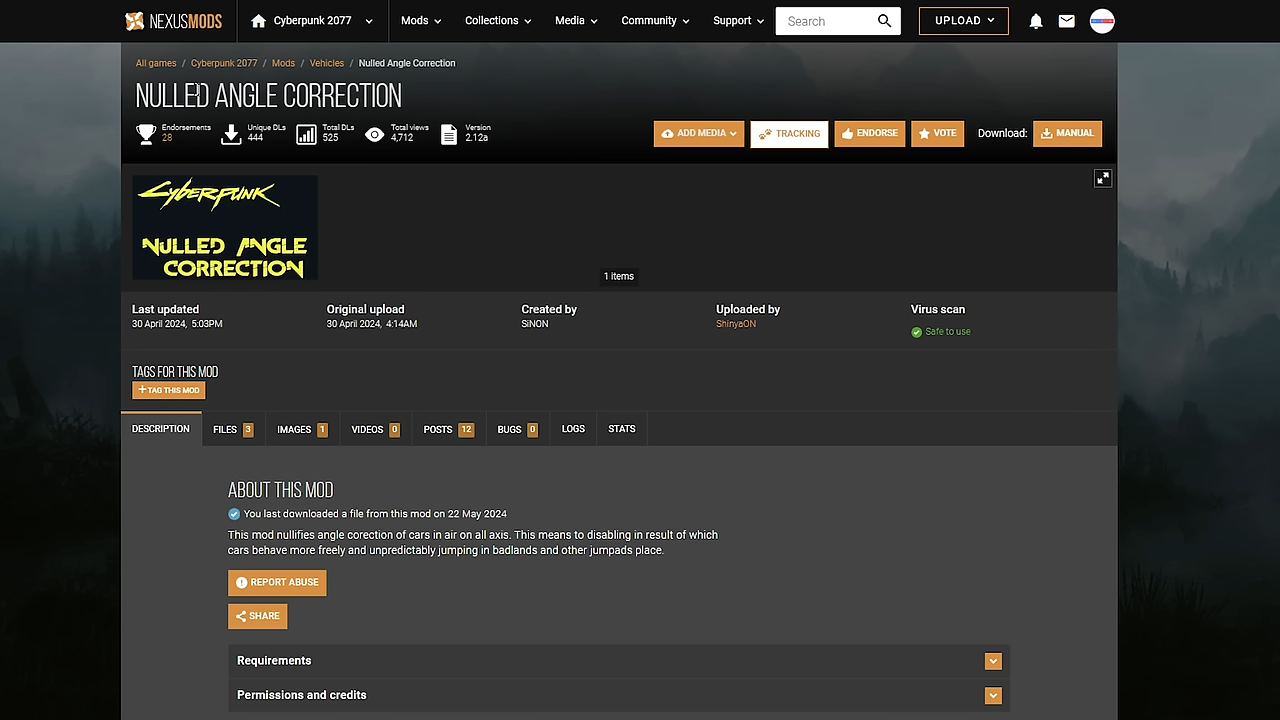 NEXUSMODS
Cyberpunk 2077
Mods
Collections
Media
Community
Support
Search
UPLOAD
All games / Cyberpunk 2077 / Mods / Vehicles / Nulled Angle Correction
NULLED ANGLE CORRECTION
Endorsements
28
Unique DLs
444
Total DLs
525
Total views
4,712
Version
2.12a
ADD MEDIA
TRACKING
ENDORSE
VOTE
Download:
MANUAL
CYBERPUNK
NULLED ANGLE
CORRECTION
1 items
Last updated
30 April 2024, 5:03PM
Original upload
30 April 2024, 4:14AM
Created by
SiNON
Uploaded by
ShinyaON
Virus scan
Safe to use
TAGS FOR THIS MOD
+ TAG THIS MOD
DESCRIPTION
FILES 3
IMAGES 1
VIDEOS 0
POSTS 12
BUGS 0
LOGS
STATS
ABOUT THIS MOD
You last downloaded a file from this mod on 22 May 2024
This mod nullifies angle corection of cars in air on all axis. This means to disabling in result of which
cars behave more freely and unpredictably jumping in badlands and other jumpads place.
REPORT ABUSE
SHARE
Requirements
Permissions and credits